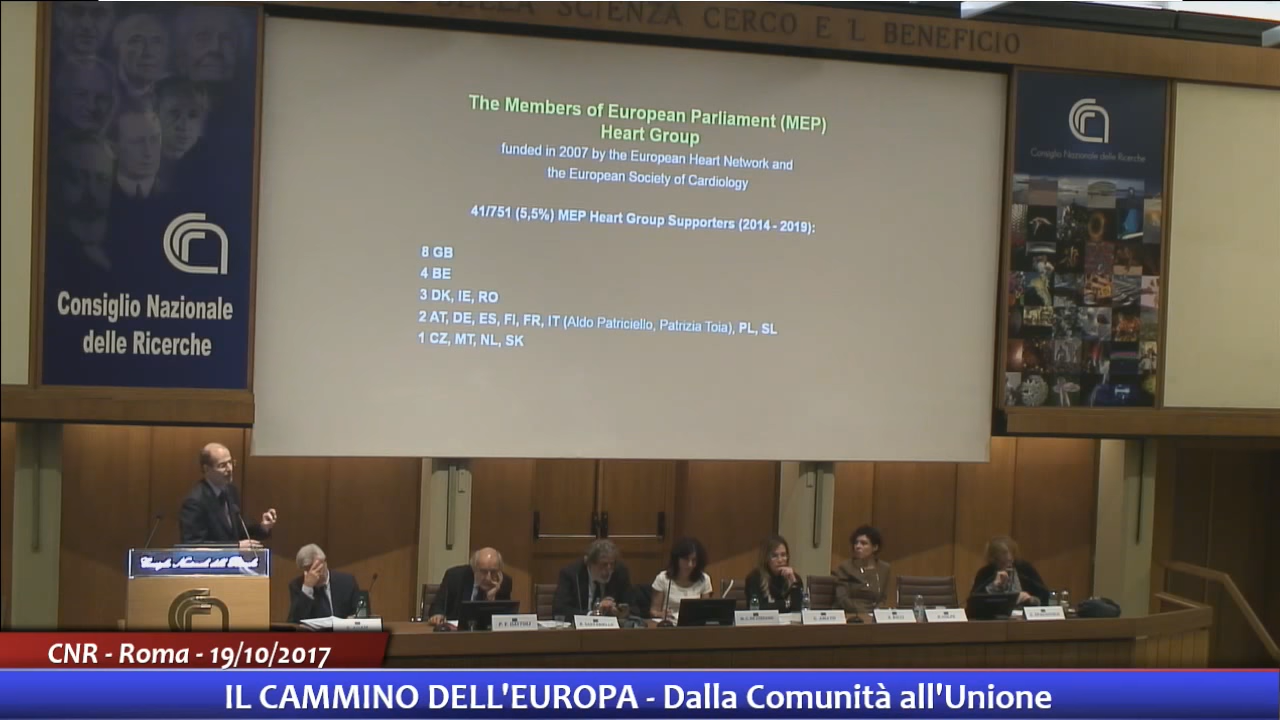 DELLA SCIENZA CERCO E 'L BENEFICIO
The Members of European Parliament (MEP)
Heart Group
funded in 2007 by the European Heart Network and
the European Society of Cardiology
41/751 (5,5%) MEP Heart Group Supporters (2014 - 2019):
8 GB
4 BE
3 DK, IE, RO
2 AT, DE, ES, FI, FR, IT (Aldo Patriciello, Patrizia Toia), PL, SL
1 CZ, MT, NL, SK
Consiglio Nazionale
delle Ricerche
Consiglio Nazionale delle Ricerche
Consiglio Nazionale delle Ricerche
CNR - Roma - 19/10/2017
IL CAMMINO DELL'EUROPA - Dalla Comunità all'Unione